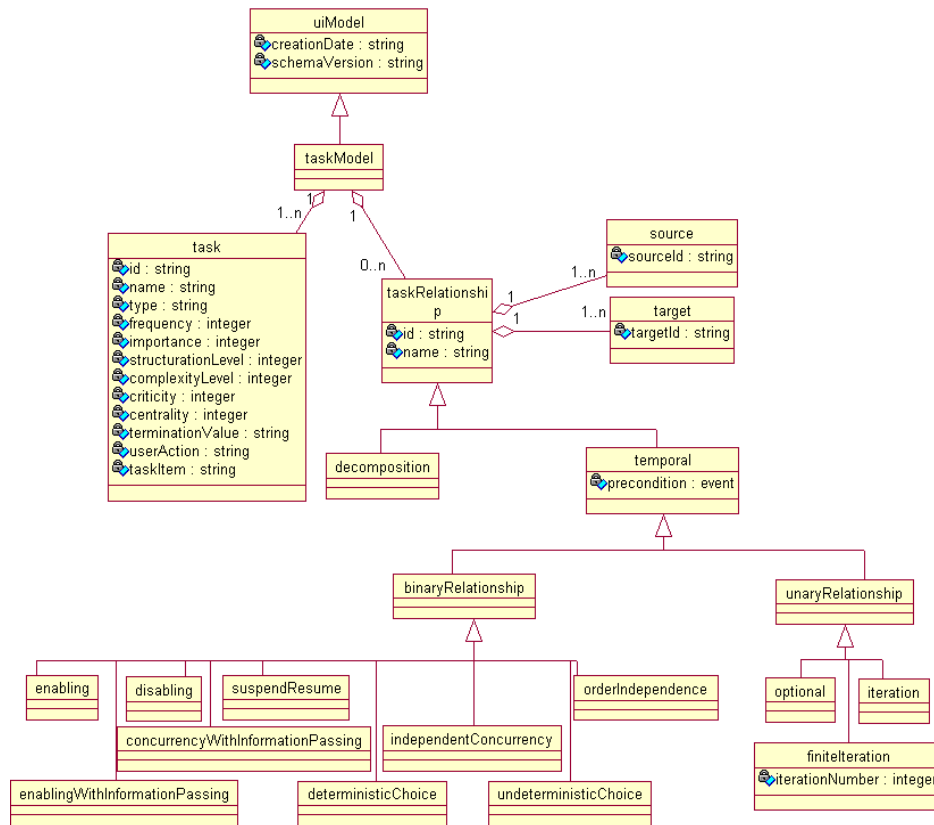 uiModel
creationDate : string
schemaVersion : string
taskModel
1
1..n
1
0..n
task
id : string
name : string
type : string
frequency : integer
importance : integer
structurationLevel : integer
complexityLevel : integer
criticity : integer
centrality : integer
terminationValue : string
userAction : string
taskItem : string
taskRelationsh
ip
id : string
name : string
1
1..n
source
sourceId : string
1
1..n
target
targetId : string
decomposition
temporal
precondition : event
binaryRelationship
unaryRelationship
enabling
disabling
suspendResume
orderIndependence
optional
iteration
concurrencyWithInformationPassing
independentConcurrency
finiteIteration
iterationNumber : integer
enablingWithInformationPassing
deterministicChoice
undeterministicChoice